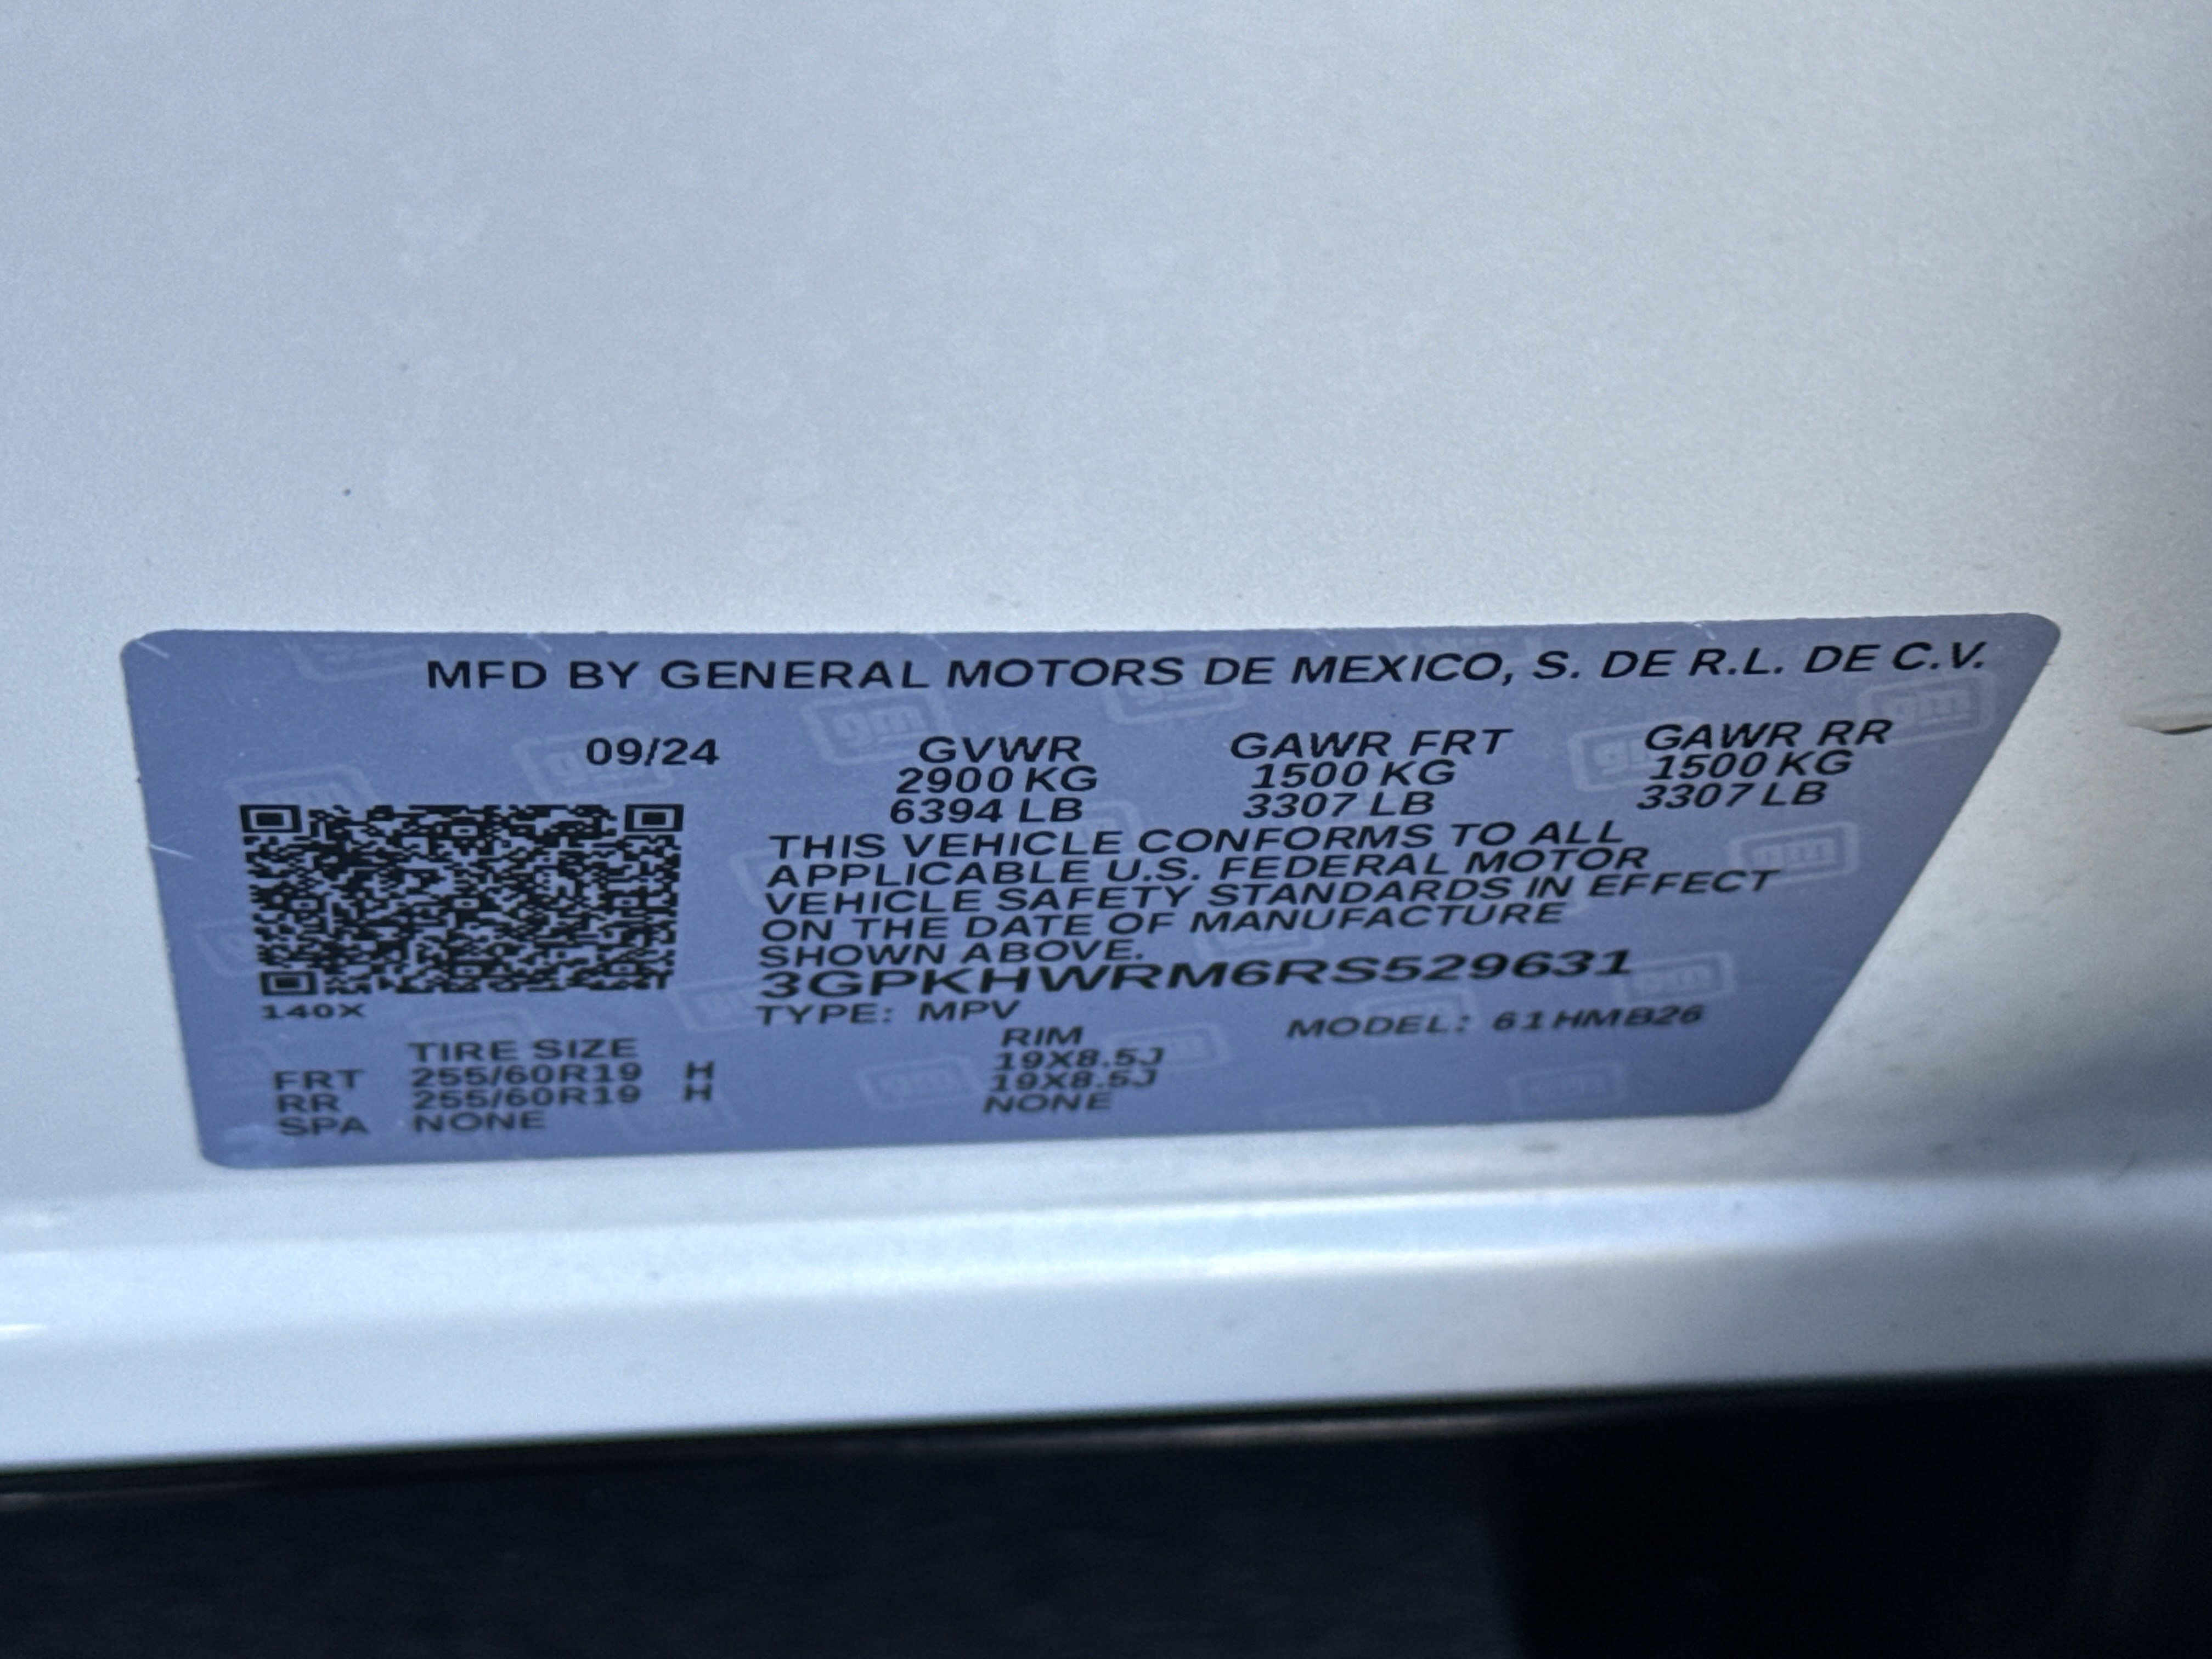 MFD BY GENERAL MOTORS DE MEXICO, S. DE R.L. DE C.V.
09/24 GVWR GAWR FRT GAWR RR
2900 KG 1500 KG 1500 KG
6394 LB 3307 LB 3307 LB
THIS VEHICLE CONFORMS TO ALL
APPLICABLE U.S. FEDERAL MOTOR
VEHICLE SAFETY STANDARDS IN EFFECT
ON THE DATE OF MANUFACTURE
SHOWN ABOVE.
3GPKHWRM6RS529631
140X
TYPE: MPV MODEL: 61HMB26
TIRE SIZE RIM
FRT 255/60R19 H 19X8.5J
RR 255/60R19 H 19X8.5J
SPA NONE NONE